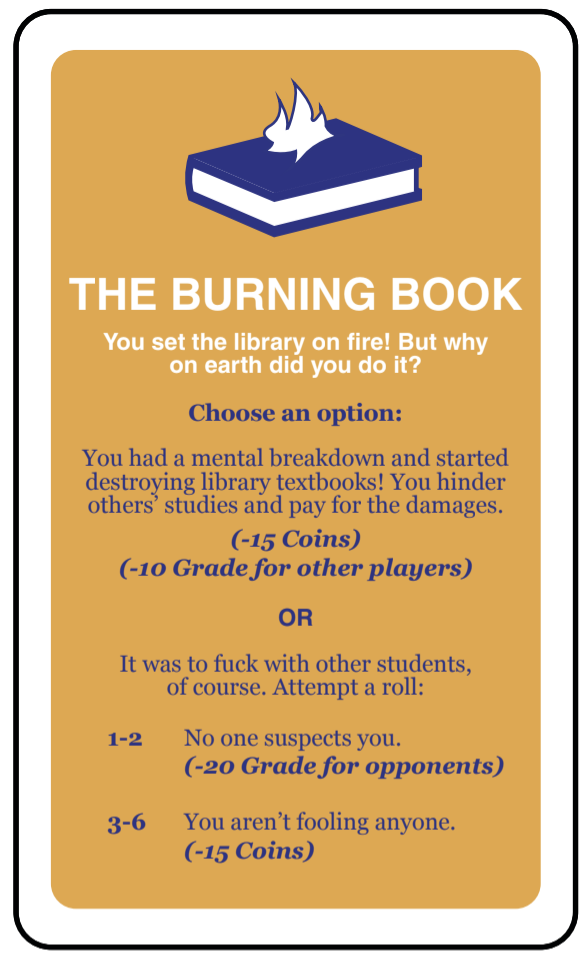 THE BURNING BOOK
You set the library on fire! But why
on earth did you do it?
Choose an option:
You had a mental breakdown and started
destroying library textbooks! You hinder
others’ studies and pay for the damages.
(-15 Coins)
(-10 Grade for other players)
OR
It was to fuck with other students,
of course. Attempt a roll:
1-2 No one suspects you.
(-20 Grade for opponents)
3-6 You aren’t fooling anyone.
(-15 Coins)